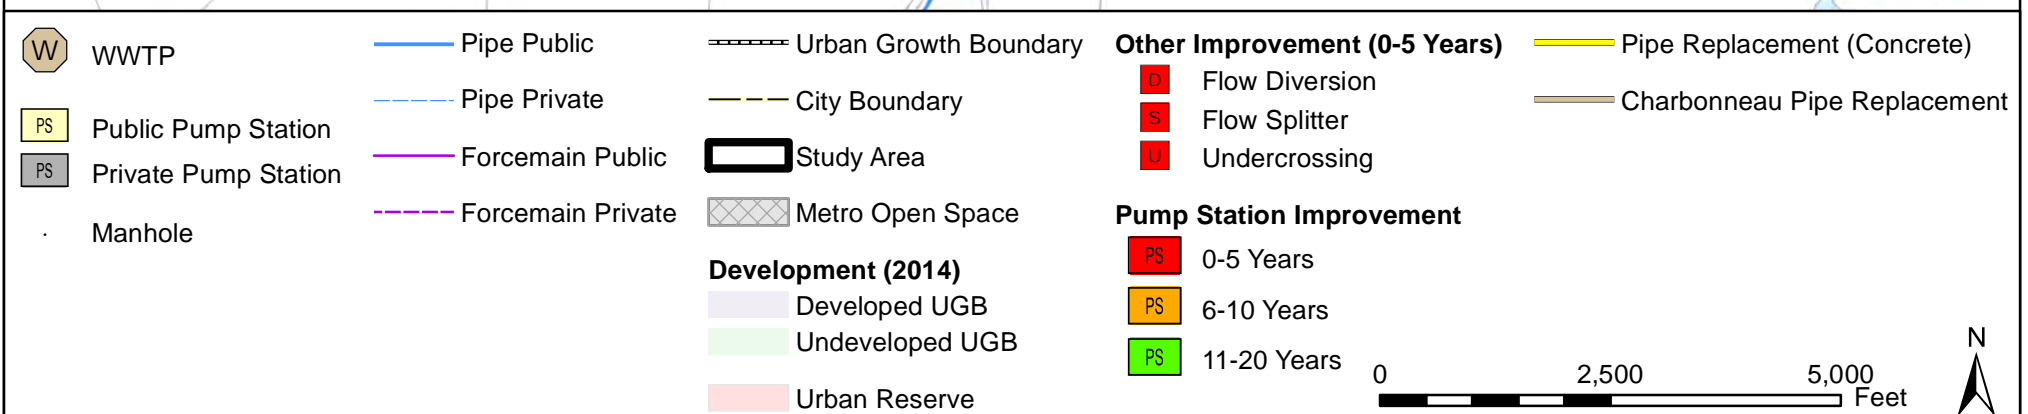 W WWTP
PS Public Pump Station
PS Private Pump Station
Manhole
Pipe Public
Pipe Private
Forcemain Public
Forcemain Private
Urban Growth Boundary
City Boundary
Study Area
Metro Open Space
Development (2014)
Developed UGB
Undeveloped UGB
Urban Reserve
Other Improvement (0-5 Years)
D Flow Diversion
S Flow Splitter
U Undercrossing
Pump Station Improvement
PS 0-5 Years
PS 6-10 Years
PS 11-20 Years
Pipe Replacement (Concrete)
Charbonneau Pipe Replacement
0 2,500 5,000
Feet
N